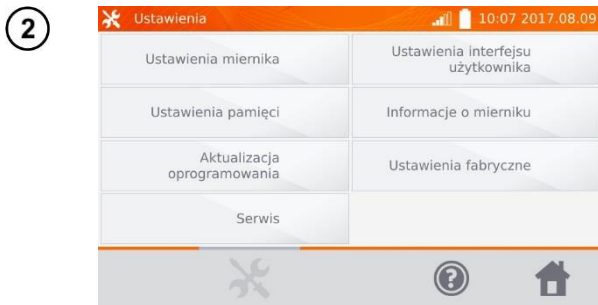 2
Ustawienia
10:07 2017.08.09
Ustawienia miernika
Ustawienia interfejsu
użytkownika
Ustawienia pamięci
Informacje o mierniku
Aktualizacja
oprogramowania
Ustawienia fabryczne
Serwis
?